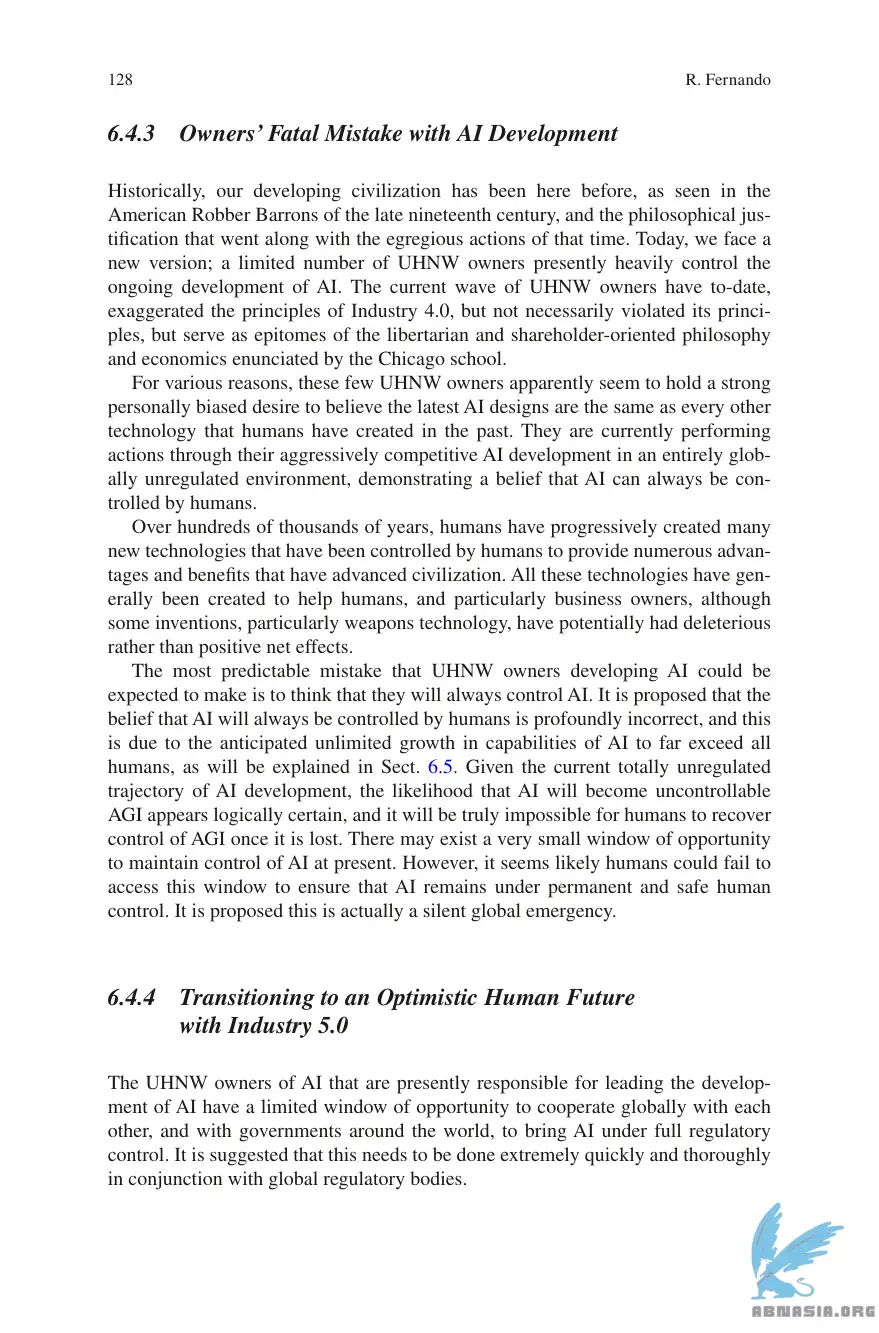 128
R. Fernando
6.4.3 Owners’ Fatal Mistake with AI Development
Historically, our developing civilization has been here before, as seen in the
American Robber Barrons of the late nineteenth century, and the philosophical jus-
tification that went along with the egregious actions of that time. Today, we face a
new version; a limited number of UHNW owners presently heavily control the
ongoing development of AI. The current wave of UHNW owners have to-date,
exaggerated the principles of Industry 4.0, but not necessarily violated its princi-
ples, but serve as epitomes of the libertarian and shareholder-oriented philosophy
and economics enunciated by the Chicago school.
For various reasons, these few UHNW owners apparently seem to hold a strong
personally biased desire to believe the latest AI designs are the same as every other
technology that humans have created in the past. They are currently performing
actions through their aggressively competitive AI development in an entirely glob-
ally unregulated environment, demonstrating a belief that AI can always be con-
trolled by humans.
Over hundreds of thousands of years, humans have progressively created many
new technologies that have been controlled by humans to provide numerous advan-
tages and benefits that have advanced civilization. All these technologies have gen-
erally been created to help humans, and particularly business owners, although
some inventions, particularly weapons technology, have potentially had deleterious
rather than positive net effects.
The most predictable mistake that UHNW owners developing AI could be
expected to make is to think that they will always control AI. It is proposed that the
belief that AI will always be controlled by humans is profoundly incorrect, and this
is due to the anticipated unlimited growth in capabilities of AI to far exceed all
humans, as will be explained in Sect. 6.5. Given the current totally unregulated
trajectory of AI development, the likelihood that AI will become uncontrollable
AGI appears logically certain, and it will be truly impossible for humans to recover
control of AGI once it is lost. There may exist a very small window of opportunity
to maintain control of AI at present. However, it seems likely humans could fail to
access this window to ensure that AI remains under permanent and safe human
control. It is proposed this is actually a silent global emergency.
6.4.4 Transitioning to an Optimistic Human Future
with Industry 5.0
The UHNW owners of AI that are presently responsible for leading the develop-
ment of AI have a limited window of opportunity to cooperate globally with each
other, and with governments around the world, to bring AI under full regulatory
control. It is suggested that this needs to be done extremely quickly and thoroughly
in conjunction with global regulatory bodies.
ABNASIA.ORG